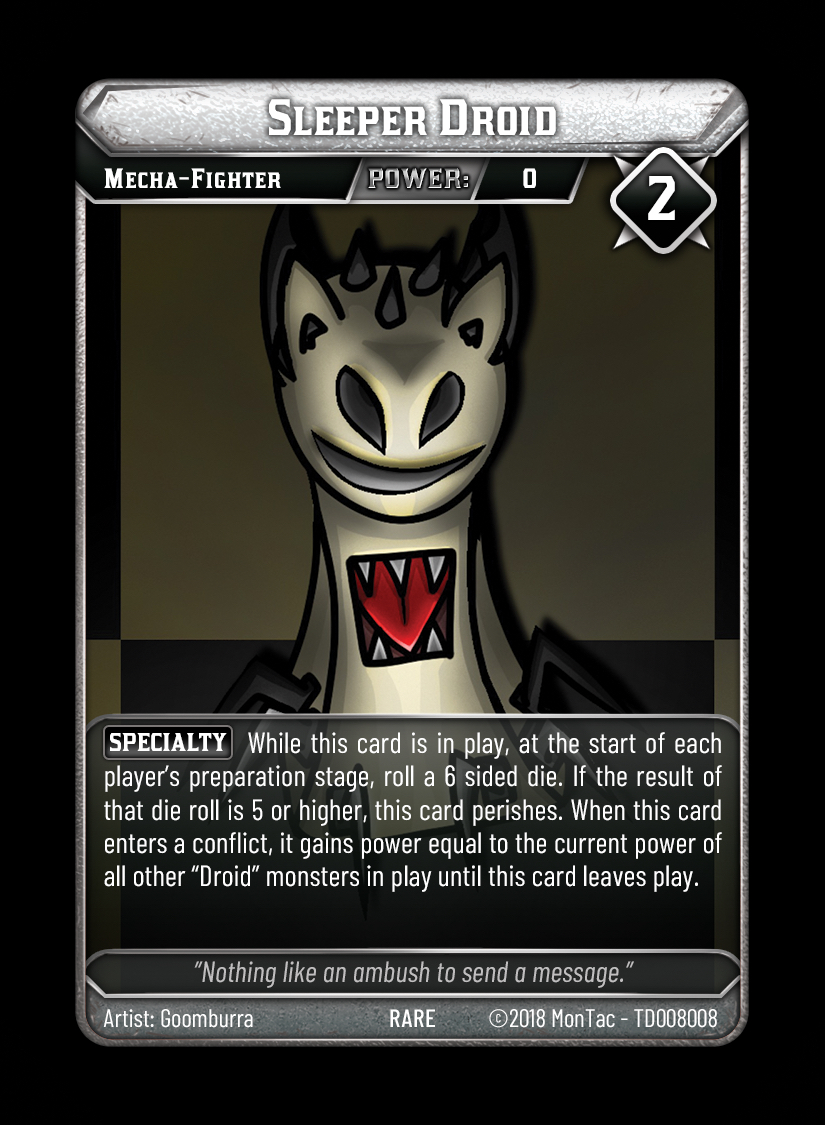 Sleeper Droid
Mecha-Fighter POWER: 0
2
SPECIALTY While this card is in play, at the start of each
player's preparation stage, roll a 6 sided die. If the result of
that die roll is 5 or higher, this card perishes. When this card
enters a conflict, it gains power equal to the current power of
all other “Droid” monsters in play until this card leaves play.
"Nothing like an ambush to send a message."
Artist: Goomburra RARE ©2018 MonTac - TD008008